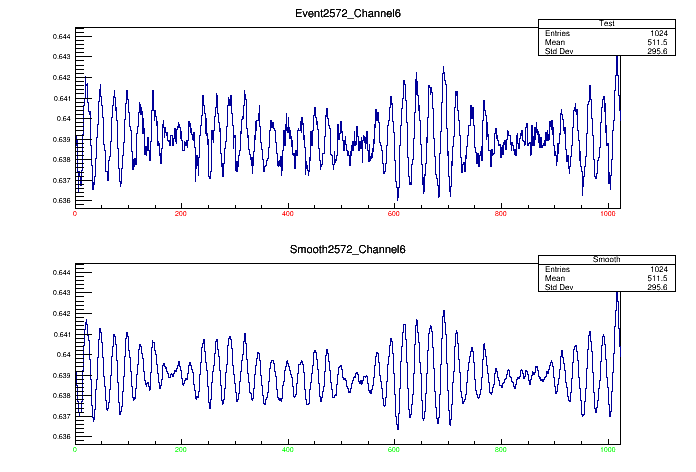 Event2572_Channel6
Test
Entries 1024
Mean 511.5
Std Dev 295.6
0.644
0.643
0.642
0.641
0.64
0.639
0.638
0.637
0.636
0 200 400 600 800 1000
Smooth2572_Channel6
Smooth
Entries 1024
Mean 511.5
Std Dev 295.6
0.644
0.643
0.642
0.641
0.64
0.639
0.638
0.637
0.636
0 200 400 600 800 1000